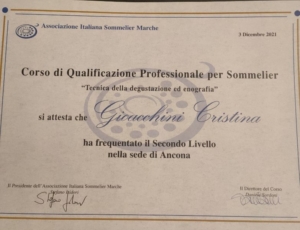 Associazione Italiana Sommelier Marche
3 Dicembre 2021
Corso di Qualificazione Professionale per Sommelier
"Tecnica della degustazione ed enografia"
si attesta che Gioacchini Cristina
ha frequentato il Secondo Livello
nella sede di Ancona
Il Presidente dell'Associazione Italiana Sommelier Marche
Il Direttore del Corso